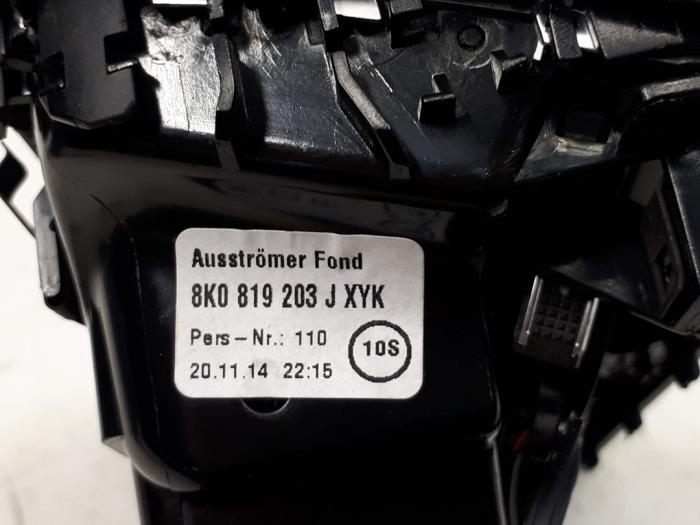 Ausströmer Fond
8K0 819 203 J XYK
Pers-Nr.: 110
10S
20.11.14 22:15